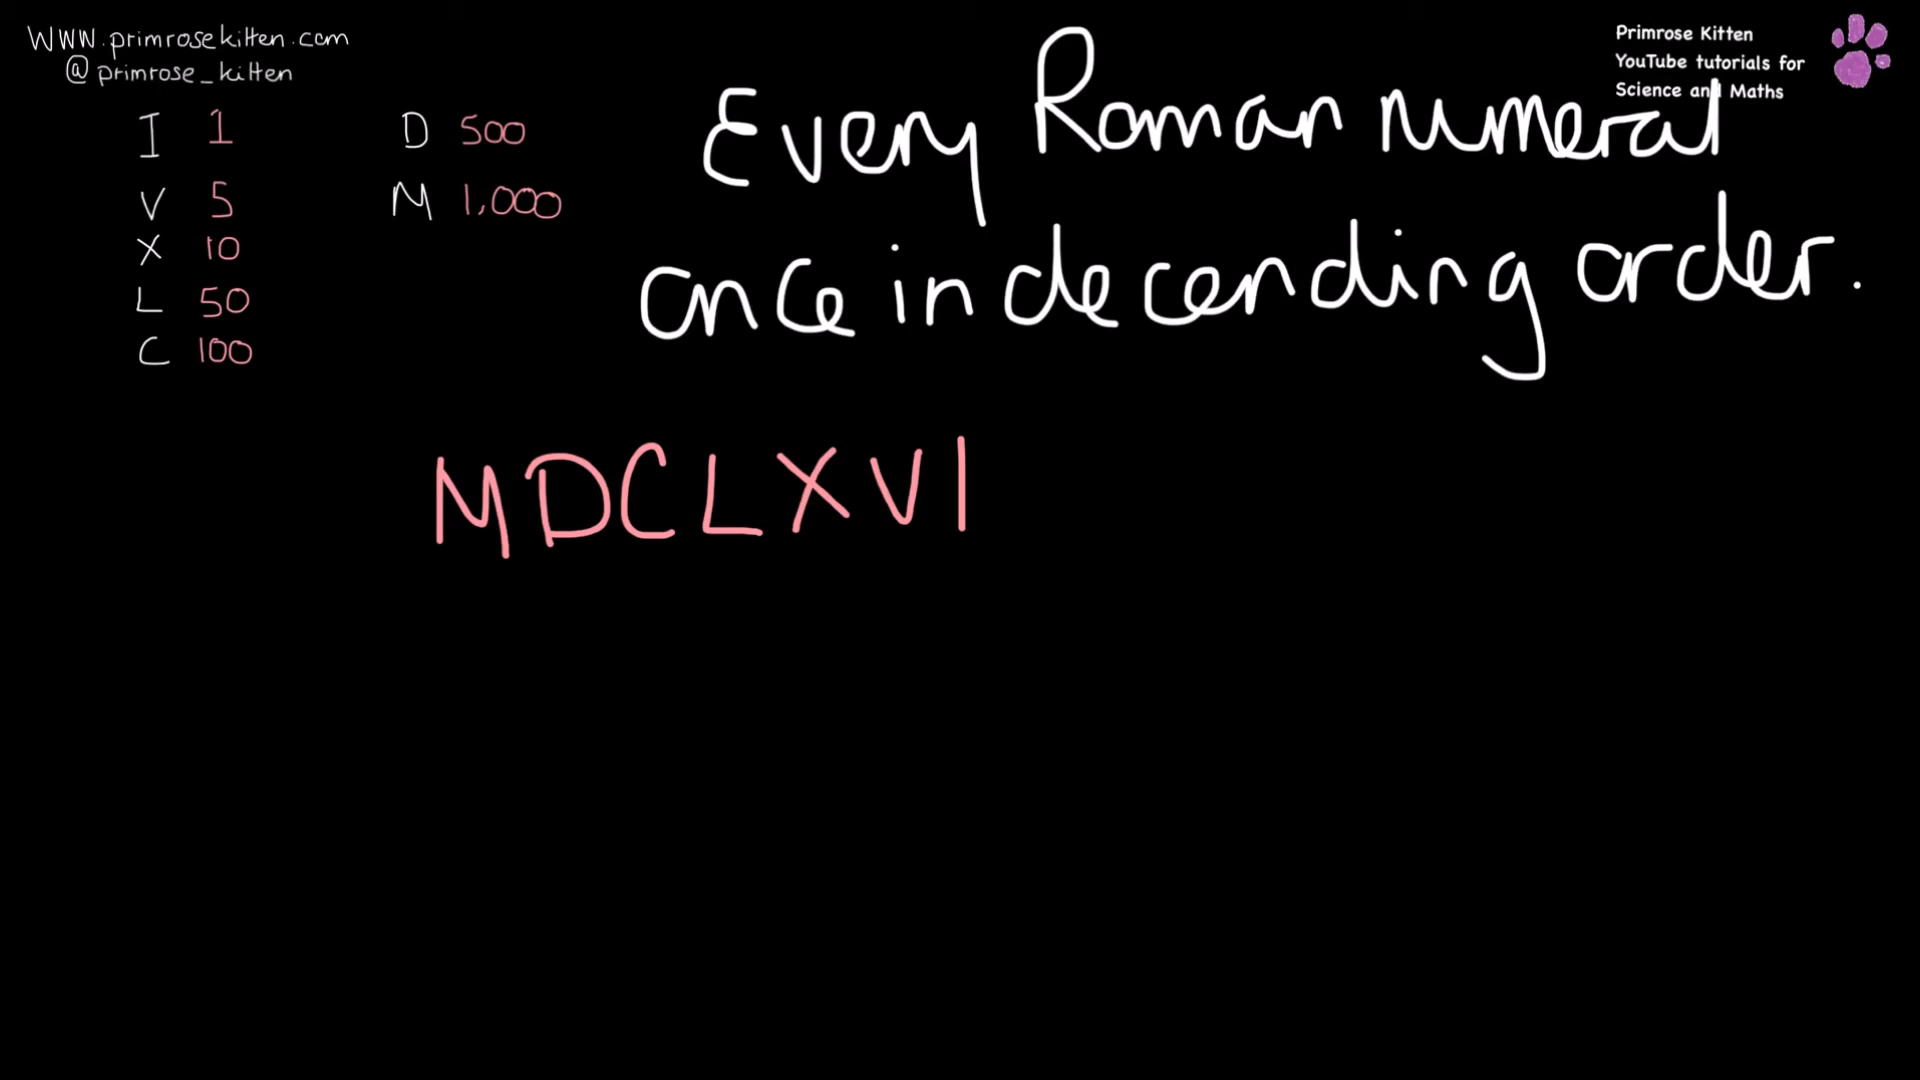 www.primrosekitten.com
@primrose_kitten
Primrose Kitten
YouTube tutorials for
Science and Maths
I 1
V 5
X 10
L 50
C 100
D 500
M 1,000
Every Roman numeral
once in decending order.
MDCLXVI